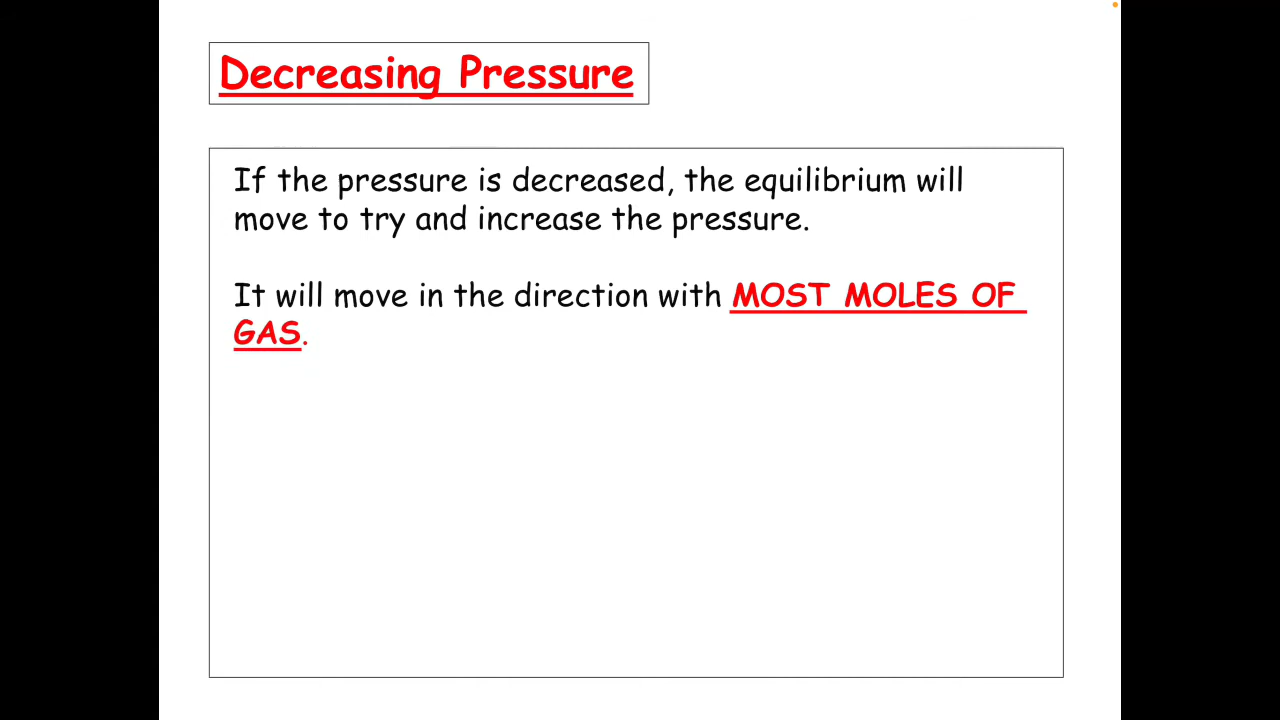 Decreasing Pressure
If the pressure is decreased, the equilibrium will
move to try and increase the pressure.
It will move in the direction with MOST MOLES OF
GAS.